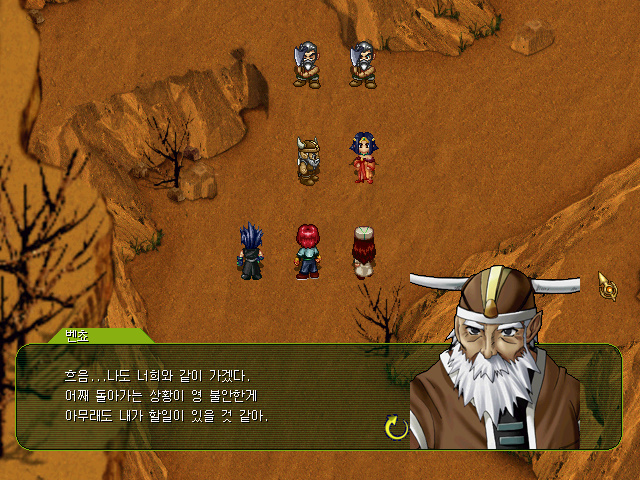 벤쵸
흐음...나도 너희와 같이 가겠다.
어째 돌아가는 상황이 영 불안한게
아무래도 내가 할일이 있을 것 같아.